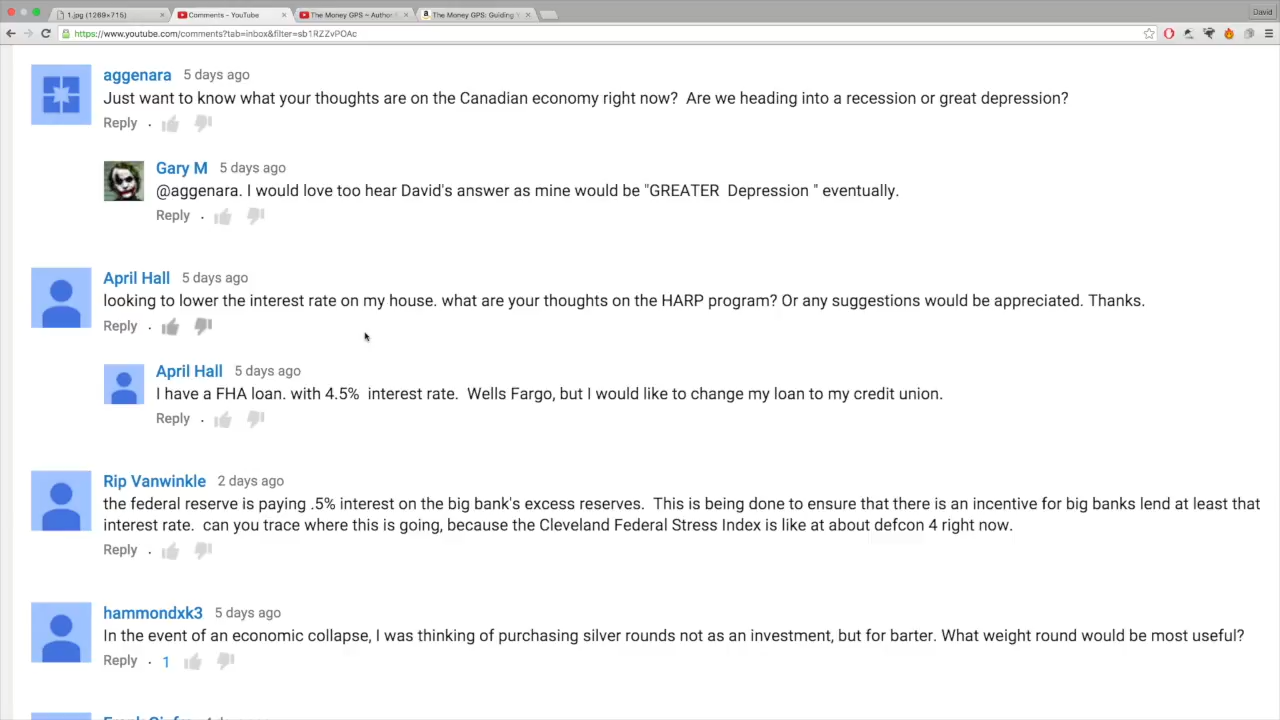 1.jpg (1269×715)
Comments - YouTube
The Money GPS – Author
The Money GPS: Guiding Y
David
https://www.youtube.com/comments?tab=inbox&filter=sb1RZZvPOAc
aggenara 5 days ago
Just want to know what your thoughts are on the Canadian economy right now? Are we heading into a recession or great depression?
Reply .
Gary M 5 days ago
@aggenara. I would love too hear David's answer as mine would be "GREATER Depression " eventually.
Reply .
April Hall 5 days ago
looking to lower the interest rate on my house. what are your thoughts on the HARP program? Or any suggestions would be appreciated. Thanks.
Reply .
April Hall 5 days ago
I have a FHA loan. with 4.5% interest rate. Wells Fargo, but I would like to change my loan to my credit union.
Reply .
Rip Vanwinkle 2 days ago
the federal reserve is paying .5% interest on the big bank's excess reserves. This is being done to ensure that there is an incentive for big banks lend at least that
interest rate. can you trace where this is going, because the Cleveland Federal Stress Index is like at about defcon 4 right now.
Reply .
hammondxk3 5 days ago
In the event of an economic collapse, I was thinking of purchasing silver rounds not as an investment, but for barter. What weight round would be most useful?
Reply . 1